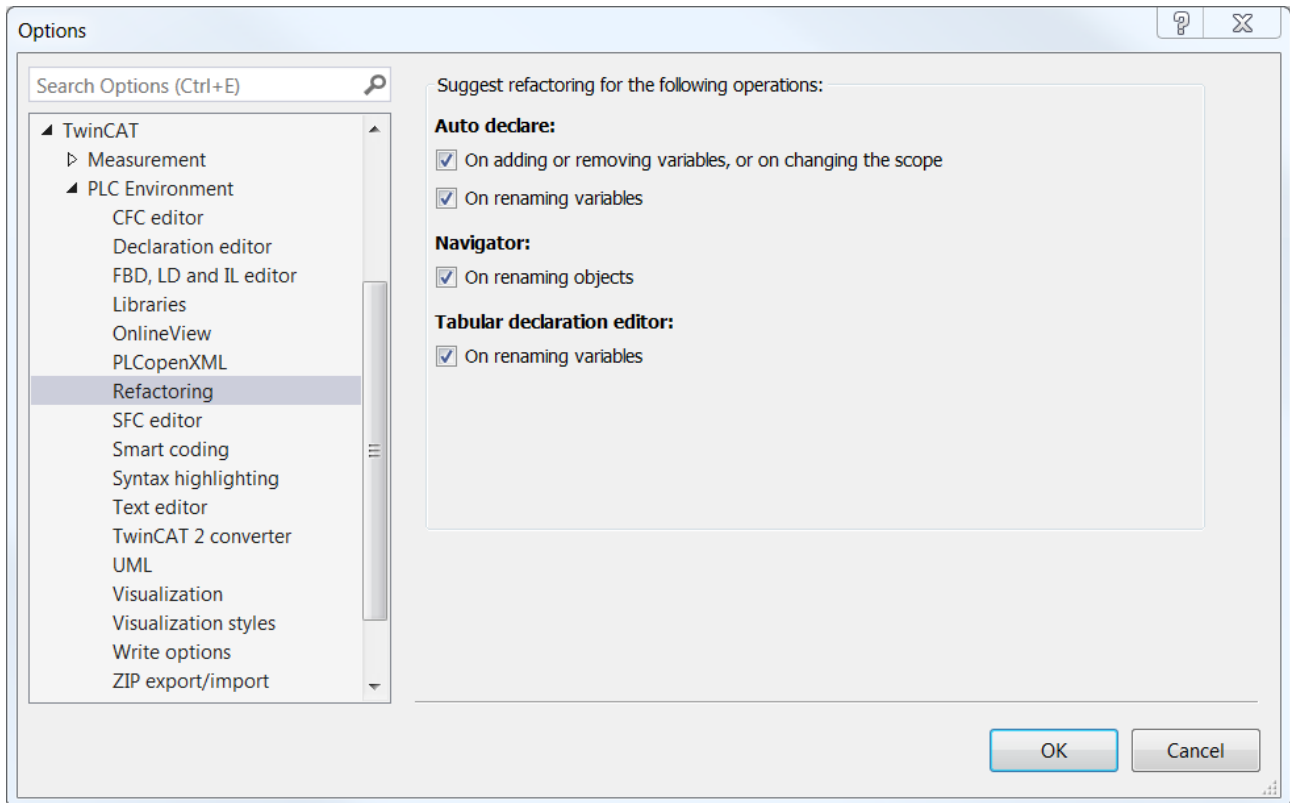 Options
Search Options (Ctrl+E)
TwinCAT
Measurement
PLC Environment
CFC editor
Declaration editor
FBD, LD and IL editor
Libraries
OnlineView
PLCopenXML
Refactoring
SFC editor
Smart coding
Syntax highlighting
Text editor
TwinCAT 2 converter
UML
Visualization
Visualization styles
Write options
ZIP export/import
Suggest refactoring for the following operations:
Auto declare:
On adding or removing variables, or on changing the scope
On renaming variables
Navigator:
On renaming objects
Tabular declaration editor:
On renaming variables
OK
Cancel